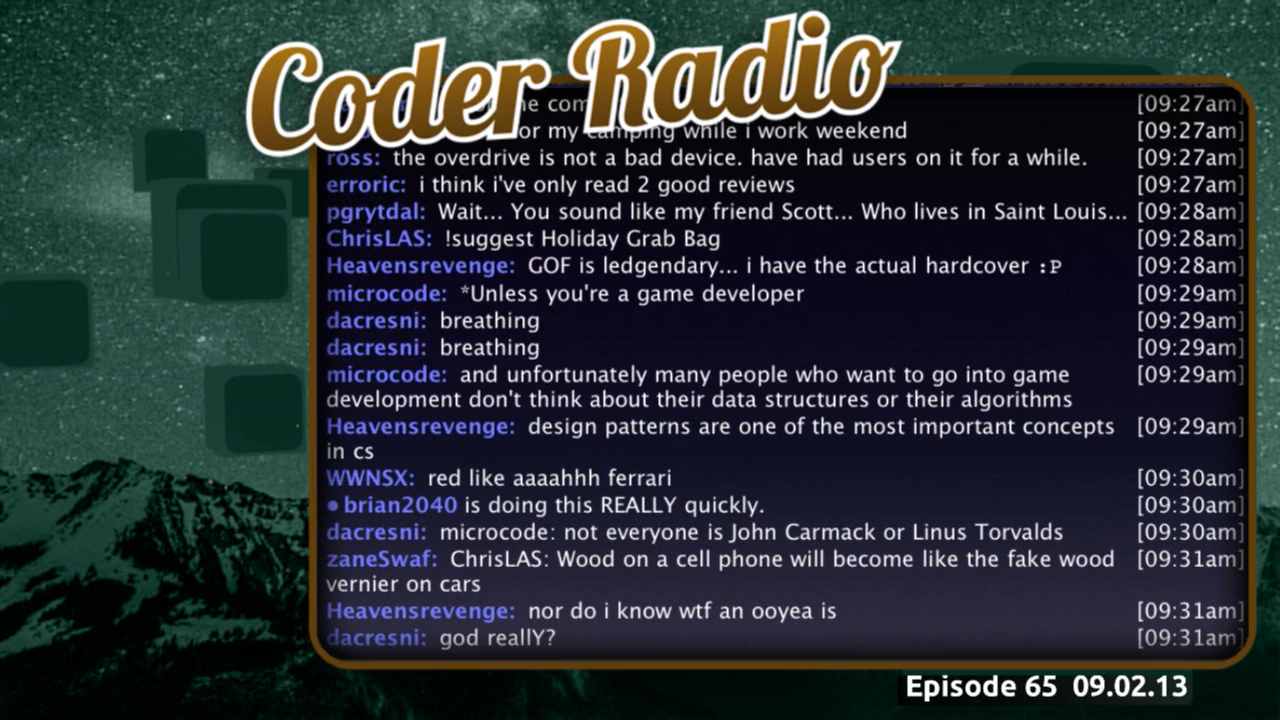 Coder Radio
ne com [09:27am]
or my camping while i work weekend [09:27am]
ross: the overdrive is not a bad device. have had users on it for a while. [09:27am]
erroric: i think i've only read 2 good reviews [09:27am]
pgrytdal: Wait... You sound like my friend Scott... Who lives in Saint Louis... [09:28am]
ChrisLAS: !suggest Holiday Grab Bag [09:28am]
Heavensrevenge: GOF is ledgendary... i have the actual hardcover :P [09:28am]
microcode: *Unless you're a game developer [09:29am]
dacresni: breathing [09:29am]
dacresni: breathing [09:29am]
microcode: and unfortunately many people who want to go into game [09:29am]
development don't think about their data structures or their algorithms
Heavensrevenge: design patterns are one of the most important concepts [09:29am]
in cs
WWNSX: red like aaaahhh ferrari [09:30am]
• brian2040 is doing this REALLY quickly. [09:30am]
dacresni: microcode: not everyone is John Carmack or Linus Torvalds [09:30am]
zaneSwaf: ChrisLAS: Wood on a cell phone will become like the fake wood [09:31am]
vernier on cars
Heavensrevenge: nor do i know wtf an ooyea is [09:31am]
dacresni: god reallY? [09:31am]
Episode 65 09.02.13